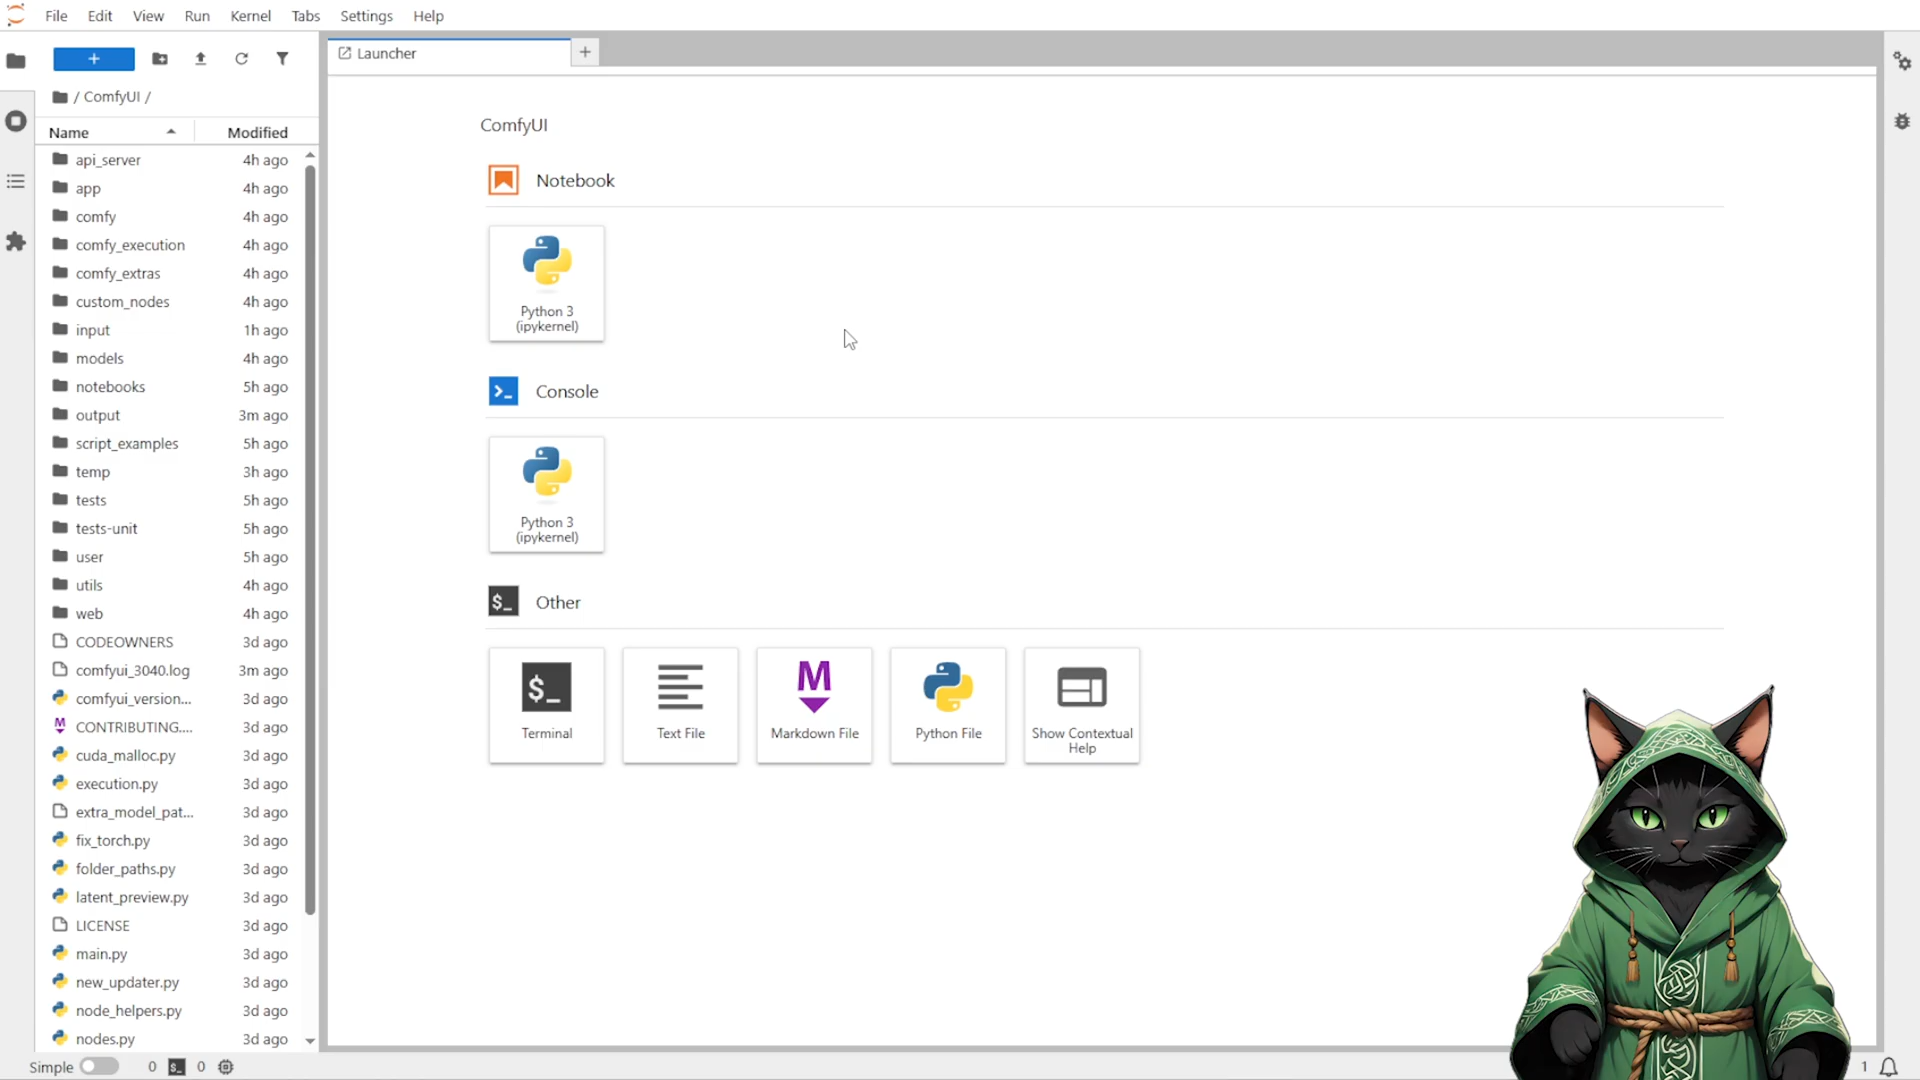 File Edit View Run Kernel Tabs Settings Help
+
/ ComfyUI /
Name Modified
api_server 4h ago
app 4h ago
comfy 4h ago
comfy_execution 4h ago
comfy_extras 4h ago
custom_nodes 4h ago
input 1h ago
models 4h ago
notebooks 5h ago
output 3m ago
script_examples 5h ago
temp 3h ago
tests 5h ago
tests-unit 5h ago
user 5h ago
utils 4h ago
web 4h ago
CODEOWNERS 3d ago
comfyui_3040.log 3m ago
comfyui_version... 3d ago
M CONTRIBUTING.... 3d ago
cuda_malloc.py 3d ago
execution.py 3d ago
extra_model_pat... 3d ago
fix_torch.py 3d ago
folder_paths.py 3d ago
latent_preview.py 3d ago
LICENSE 3d ago
main.py 3d ago
new_updater.py 3d ago
node_helpers.py 3d ago
nodes.py 3d ago
Simple 0 $_ 0
Launcher +
ComfyUI
Notebook
Python 3
(ipykernel)
>_ Console
Python 3
(ipykernel)
$_ Other
$_
Terminal
Text File
M
Markdown File
Python File
Show Contextual
Help
1